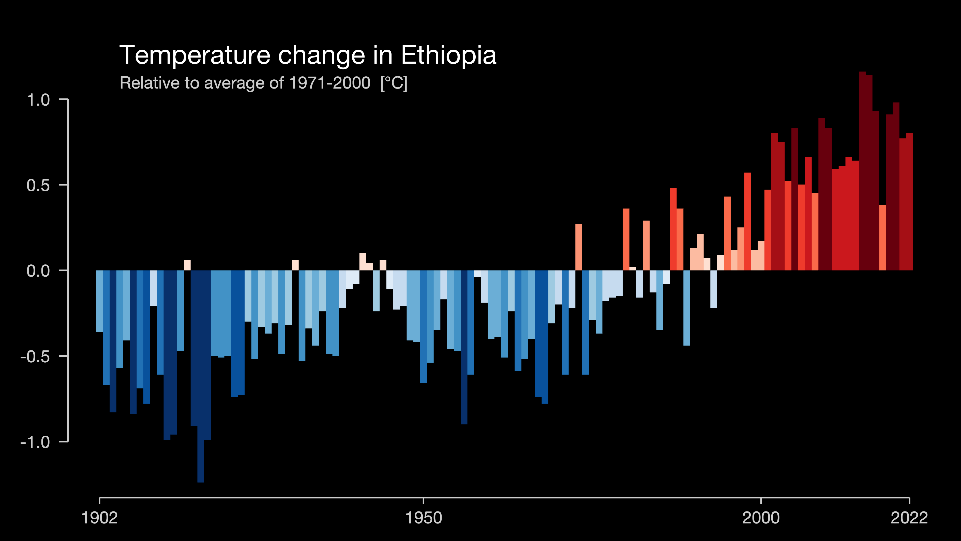 Temperature change in Ethiopia
Relative to average of 1971-2000 [°C]
1.0
0.5
0.0
-0.5
-1.0
1902 1950 2000 2022